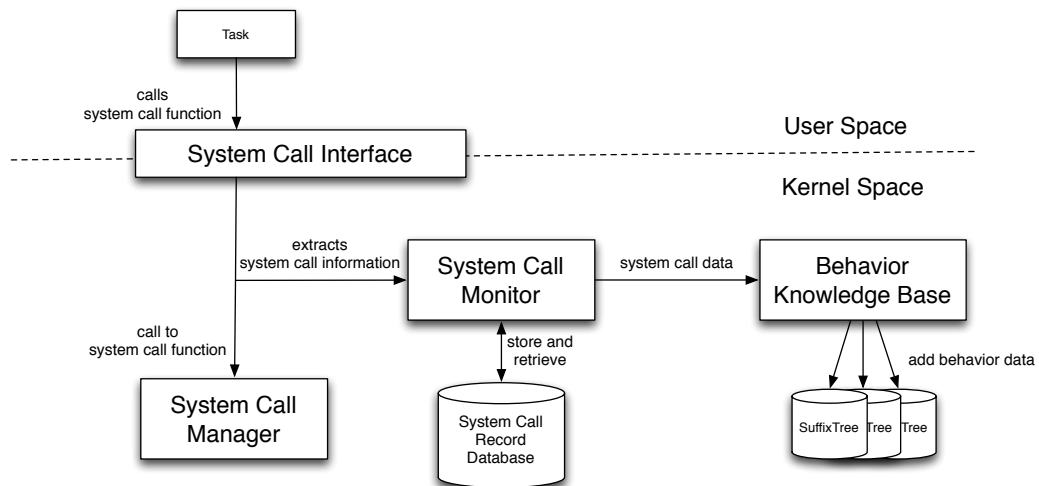 Task
calls
system call function
System Call Interface
User Space
Kernel Space
extracts
system call information
System Call
Monitor
system call data
Behavior
Knowledge Base
call to
system call function
store and
retrieve
add behavior data
System Call
Manager
System Call
Record
Database
SuffixTree
Tree
Tree